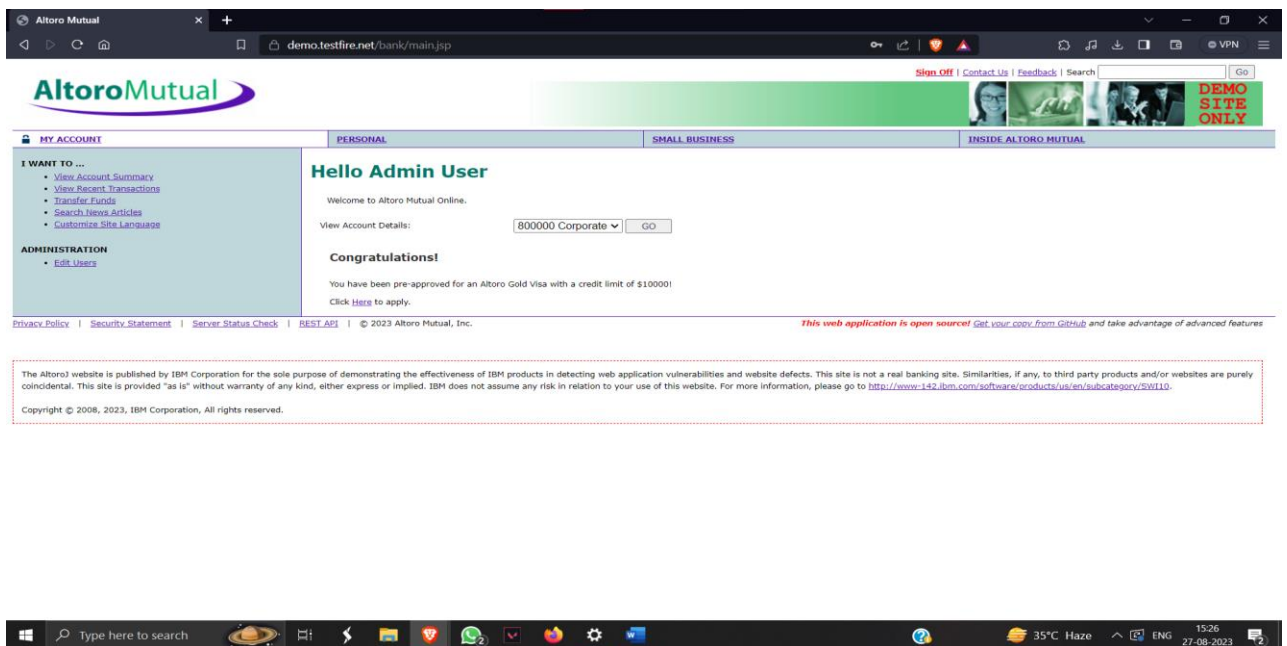 Altoro Mutual
demo.testfire.net/bank/main.jsp
VPN
Sign Off | Contact Us | Feedback | Search Go
AltoroMutual
DEMO
SITE
ONLY
MY ACCOUNT PERSONAL SMALL BUSINESS INSIDE ALTORO MUTUAL
I WANT TO ...
• View Account Summary
• View Recent Transactions
• Transfer Funds
• Search News Articles
• Customize Site Language
ADMINISTRATION
• Edit Users
Hello Admin User
Welcome to Altoro Mutual Online.
View Account Details: 800000 Corporate GO
Congratulations!
You have been pre-approved for an Altoro Gold Visa with a credit limit of $10000!
Click Here to apply.
Privacy Policy | Security Statement | Server Status Check | REST API | © 2023 Altoro Mutual, Inc. This web application is open source! Get your copy from GitHub and take advantage of advanced features
The AltoroJ website is published by IBM Corporation for the sole purpose of demonstrating the effectiveness of IBM products in detecting web application vulnerabilities and website defects. This site is not a real banking site. Similarities, if any, to third party products and/or websites are purely
coincidental. This site is provided "as is" without warranty of any kind, either express or implied. IBM does not assume any risk in relation to your use of this website. For more information, please go to http://www-142.ibm.com/software/products/us/en/subcategory/SWI10.
Copyright © 2008, 2023, IBM Corporation, All rights reserved.
Type here to search
2
35°C Haze
ENG
15:26
27-08-2023
2